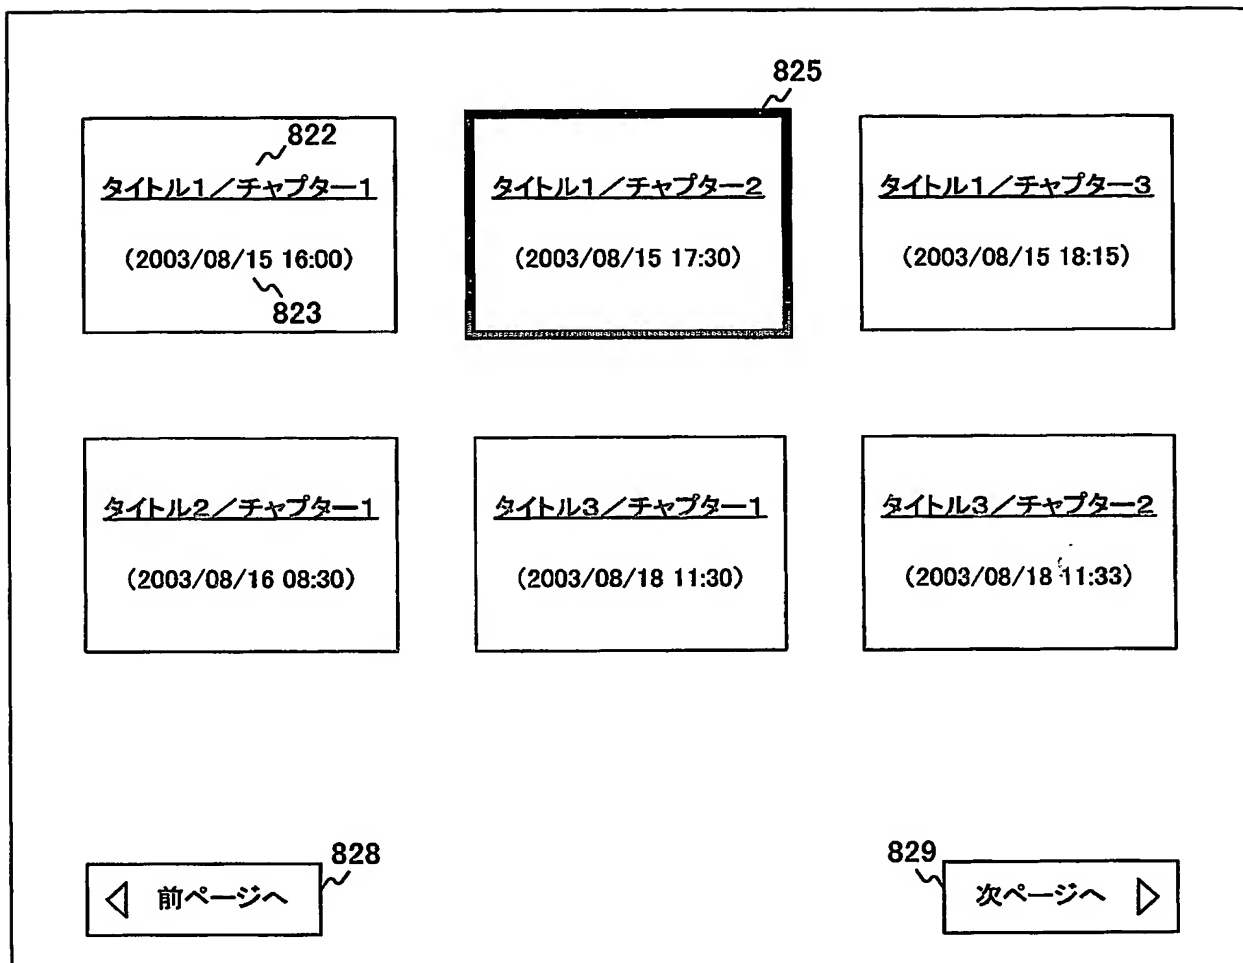 825
822
タイトル1／チャプター1
(2003/08/15 16:00)
823
タイトル1／チャプター2
(2003/08/15 17:30)
タイトル1／チャプター3
(2003/08/15 18:15)
タイトル2／チャプター1
(2003/08/16 08:30)
タイトル3／チャプター1
(2003/08/18 11:30)
タイトル3／チャプター2
(2003/08/18 11:33)
828
前ページへ
829
次ページへ